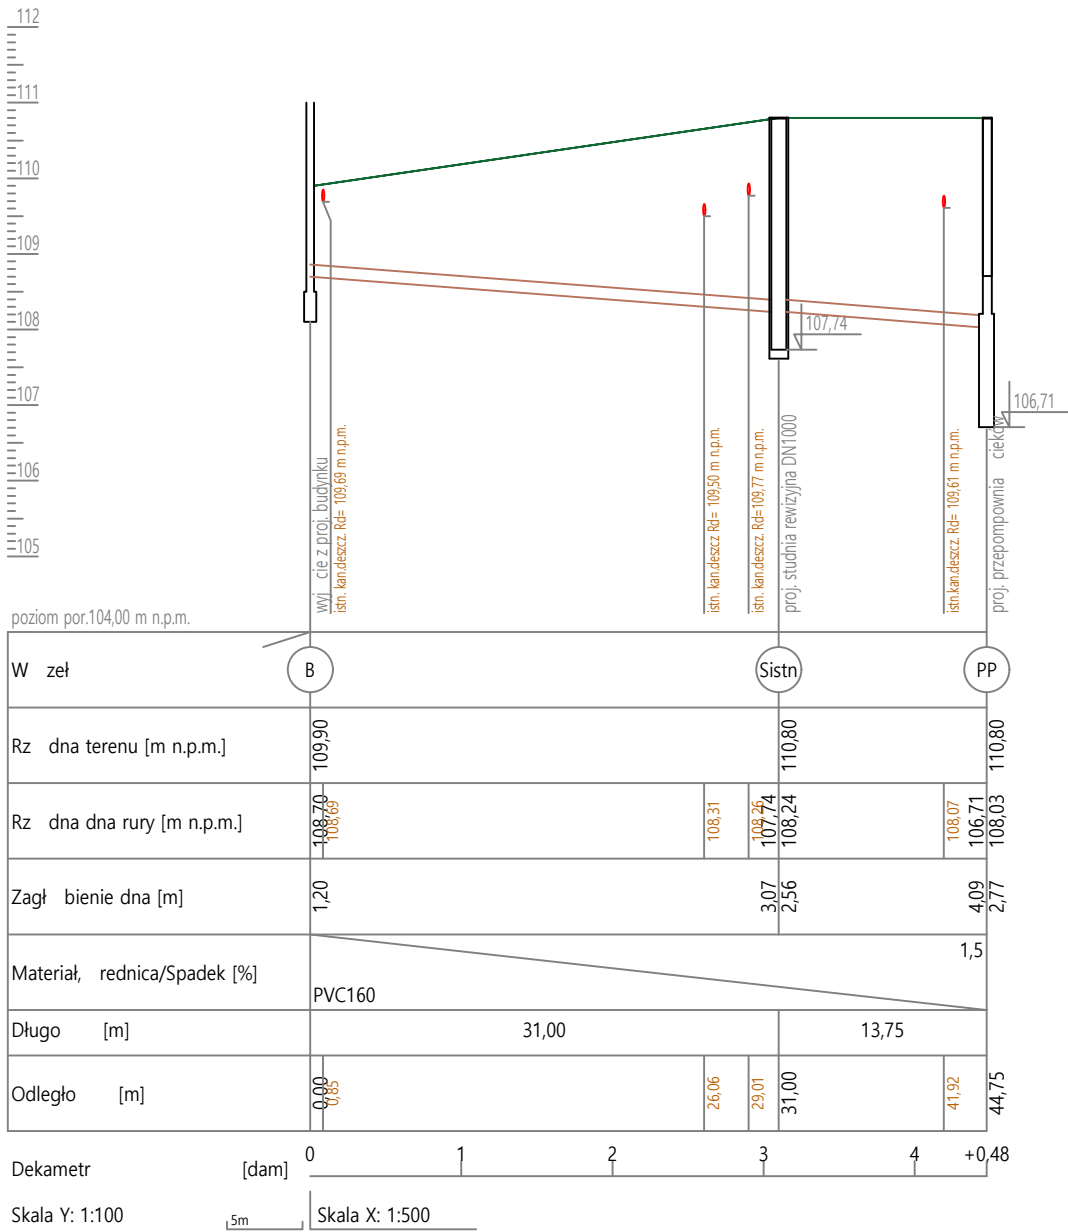 112
111
110
109
108
107
106
105
107,74
106,71
wyj cie z proj. budynku
istn. kan.deszcz. Rd= 109,69 m n.p.m.
istn. kan.deszcz Rd= 109,50 m n.p.m.
istn. kan.deszcz. Rd=109,77 m n.p.m.
proj. studnia rewizyjna DN1000
istn.kan.deszcz. Rd= 109,61 m n.p.m.
proj. przepompownia cieków
poziom por.104,00 m n.p.m.
W zeł B Sistn PP
Rz dna terenu [m n.p.m.] 109,90 110,80 110,80
Rz dna dna rury [m n.p.m.] 108,70 108,69 108,31 108,26 107,74 108,24 108,07 106,71 108,03
Zagł bienie dna [m] 1,20 3,07 2,56 4,09 2,77
Materiał, rednica/Spadek [%] PVC160 1,5
Długo [m] 31,00 13,75
Odległo [m] 0,00 0,85 26,06 29,01 31,00 41,92 44,75
Dekametr [dam] 0 1 2 3 4 +0,48
Skala Y: 1:100 5m Skala X: 1:500